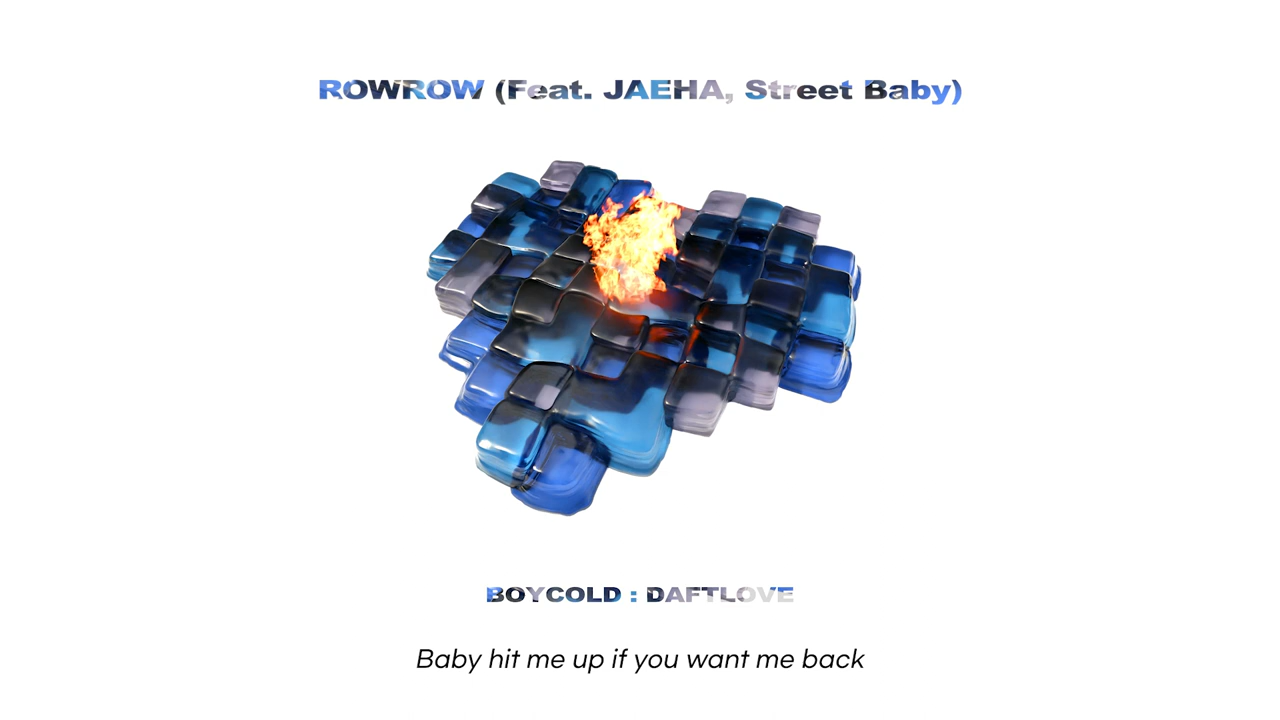 ROWROW (Feat. JAEHA, Street Baby)
BOYCOLD : DAFTLOVE
Baby hit me up if you want me back